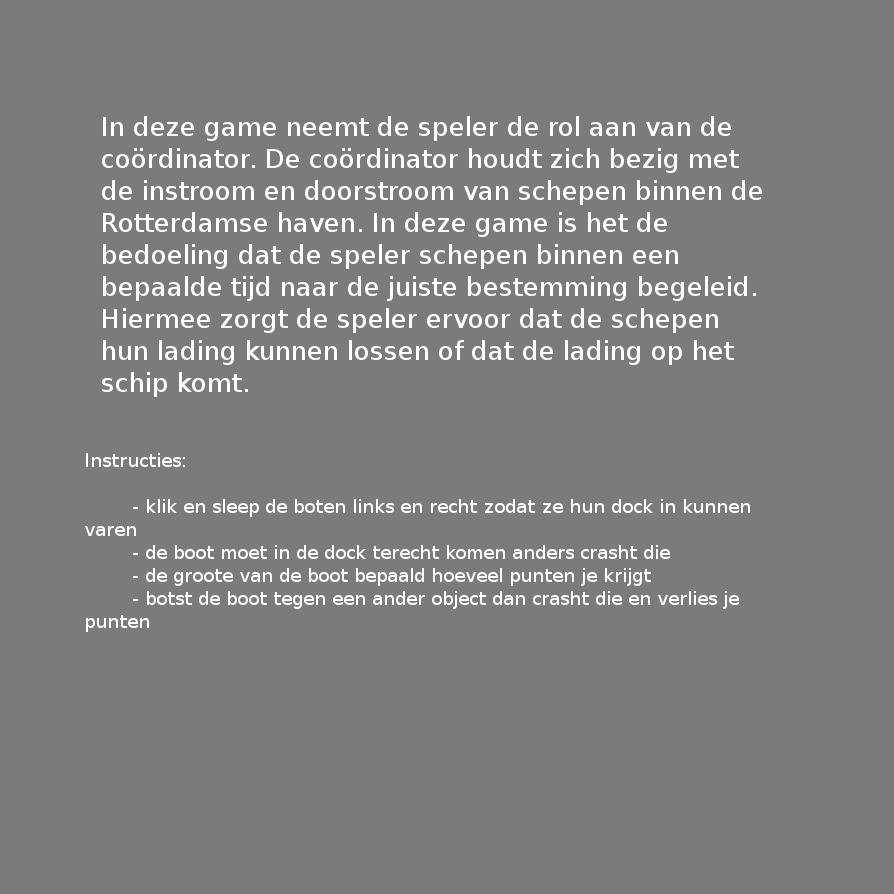 In deze game neemt de speler de rol aan van de
coördinator. De coördinator houdt zich bezig met
de instroom en doorstroom van schepen binnen de
Rotterdamse haven. In deze game is het de
bedoeling dat de speler schepen binnen een
bepaalde tijd naar de juiste bestemming begeleid.
Hiermee zorgt de speler ervoor dat de schepen
hun lading kunnen lossen of dat de lading op het
schip komt.
Instructies:
- klik en sleep de boten links en recht zodat ze hun dock in kunnen
varen
- de boot moet in de dock terecht komen anders crasht die
- de groote van de boot bepaald hoeveel punten je krijgt
- botst de boot tegen een ander object dan crasht die en verlies je
punten